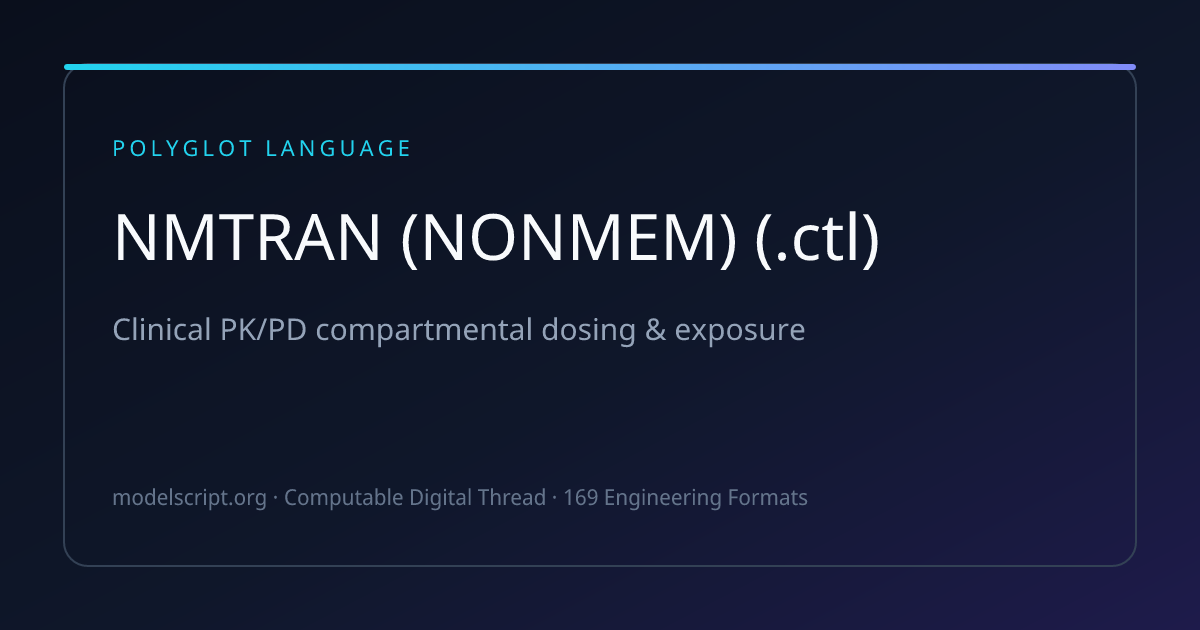 POLYGLOT LANGUAGE
NMTRAN (NONMEM) (.ctl)
Clinical PK/PD compartmental dosing & exposure
modelscript.org · Computable Digital Thread · 169 Engineering Formats